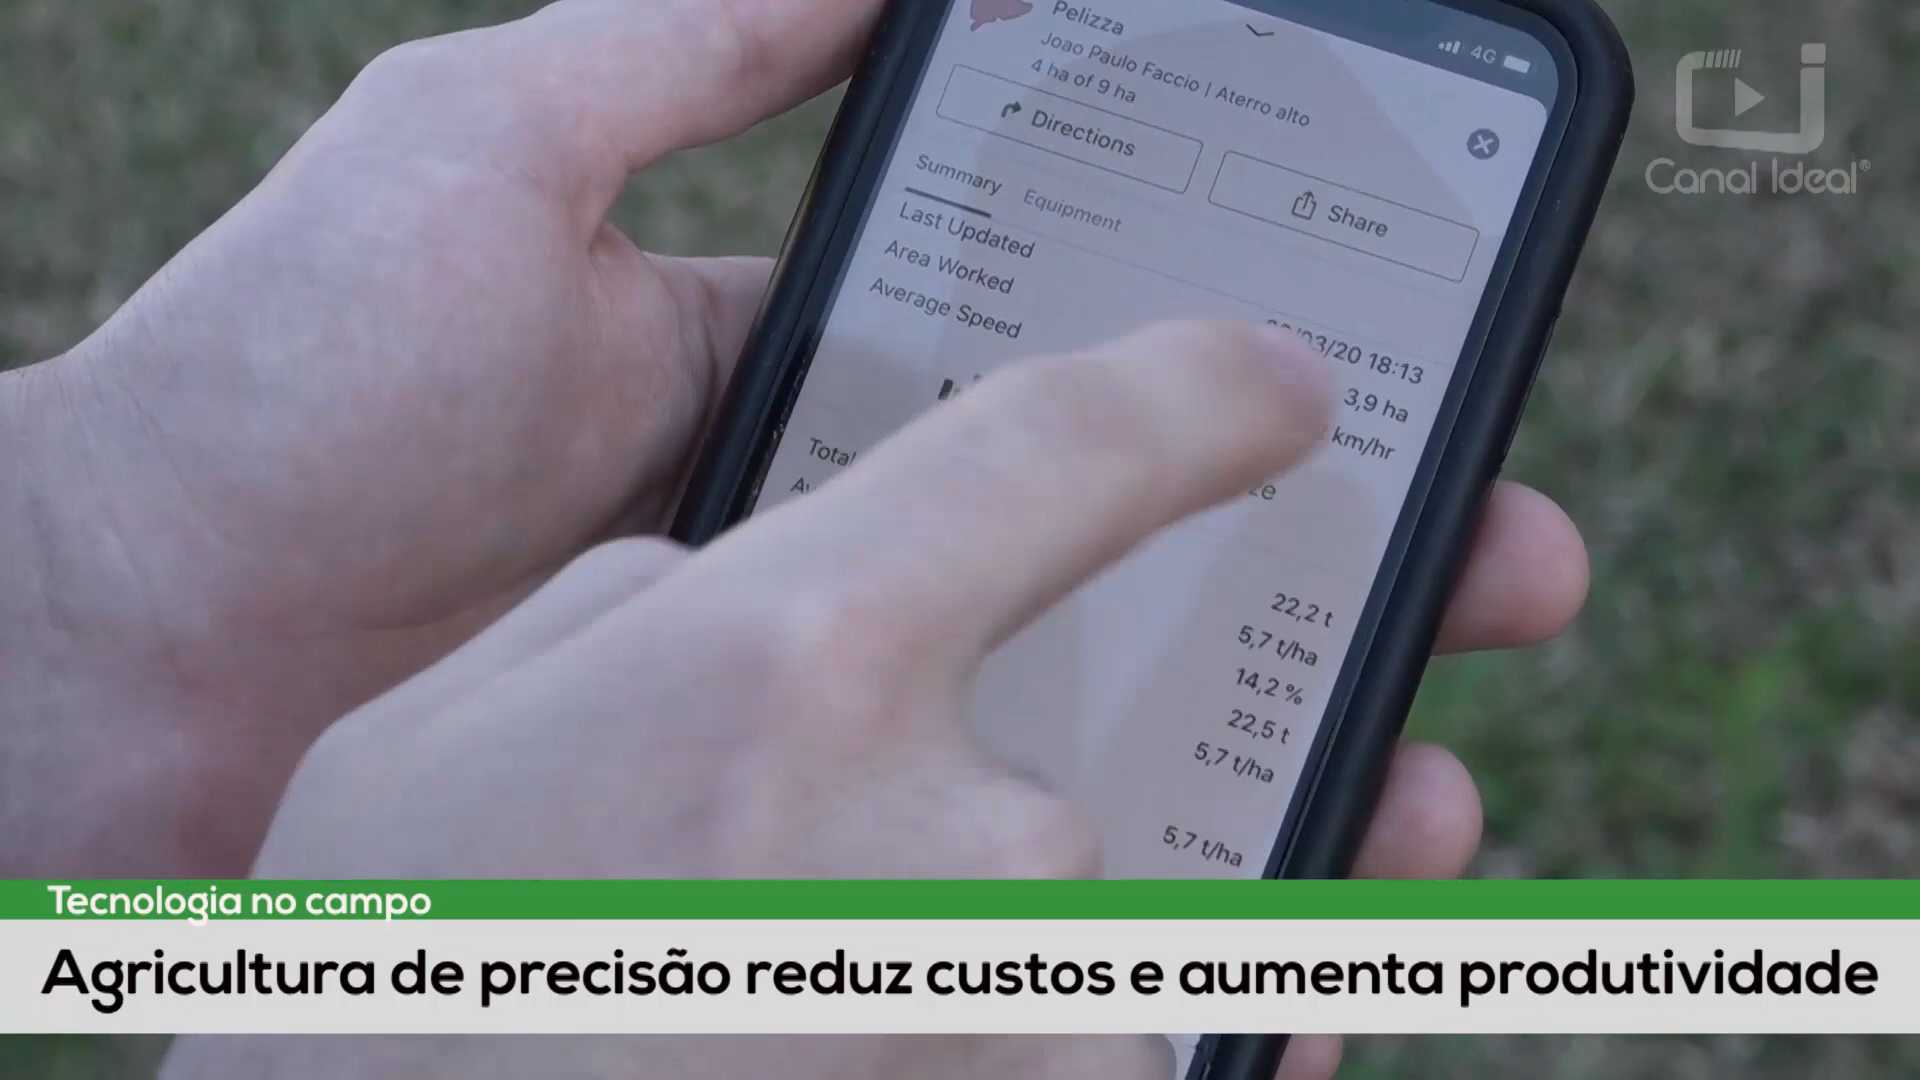 Pelizza
Joao Paulo Faccio | Aterro alto
4 ha of 9 ha
4G
Directions
Share
Summary
Equipment
Last Updated
/03/20 18:13
Area Worked
3,9 ha
Average Speed
km/hr
Total
22,2 t
5,7 t/ha
14,2 %
22,5 t
5,7 t/ha
5,7 t/ha
Canal Ideal®
Tecnologia no campo
Agricultura de precisão reduz custos e aumenta produtividade